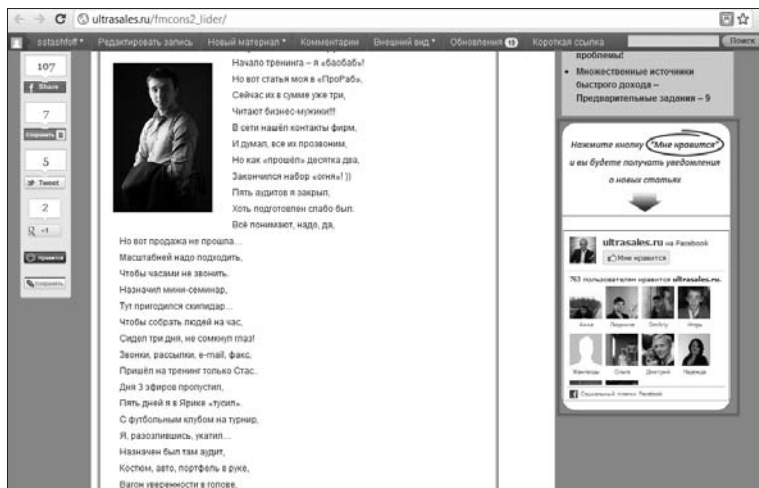 ultrasales.ru/fmcons2_lider/
sstashtoff Редактировать запись Новый материал Комментарии Внешний вид Обновления 13 Короткая ссылка Поиск
107
Share
7
Сохранить
5
Tweet
2
Нравится
Сохранить
Начало тренинга – я «баобаб»!
Но вот статья моя в «ПроРаб»,
Сейчас их в сумме уже три,
Читают бизнес-мужики!!!
В сети нашёл контакты фирм,
И думал, все их прозвоним,
Но как «прошёл» десятка два,
Закончился набор «огня»! ))
Пять аудитов я закрыл,
Хоть подготовлен слабо был.
Всё понимают, надо, да,
Но вот продажа не прошла...
Масштабней надо подходить,
Чтобы часами не звонить.
Назначил мини-семинар,
Тут пригодился скипидар...
Чтобы собрать людей на час,
Сидел три дня, не сомкнул глаз!
Звонки, рассылки, e-mail, факс,
Пришёл на тренинг только Стас..
Дня 3 эфиров пропустил,
Пять дней я в Ярике «тусил».
С футбольным клубом на турнир,
Я, разозлившись, укатил...
Назначен был там аудит,
Костюм, авто, портфель в руке,
Вагон уверенности в голове,
проблемы!
• Множественные источники
быстрого дохода –
Предварительные задания – 9
Нажмите кнопку "Мне нравится"
и вы будете получать уведомления
о новых статьях
ultrasales.ru на Facebook
Мне нравится
763 пользователям нравится ultrasales.ru.
Анна Людмила Dmitriy Игорь
Ольга Дмитрий Надежда
Социальный плагин Facebook